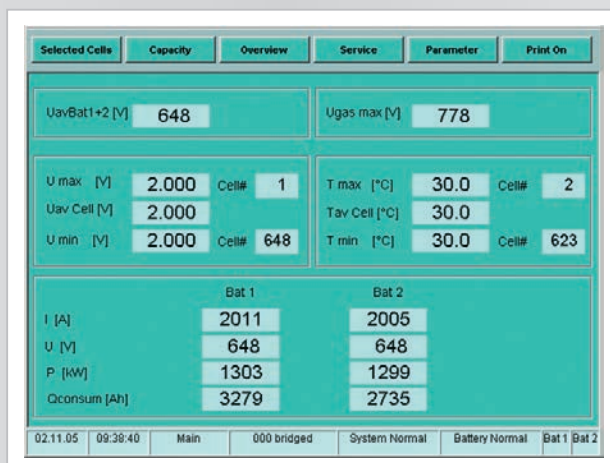 Selected Cells Capacity Overview Service Parameter Print On
UavBat1+2 [V] 648 Ugas max [V] 778
U max [V] 2.000 Cell# 1 T max [°C] 30.0 Cell# 2
Uav Cell [V] 2.000 Tav Cell [°C] 30.0
U min [V] 2.000 Cell# 648 T min [°C] 30.0 Cell# 623
Bat 1 Bat 2
I [A] 2011 2005
U [V] 648 648
P [kW] 1303 1299
Qconsum [Ah] 3279 2735
02.11.05 09:38:40 Main 000 bridged System Normal Battery Normal Bat 1 Bat 2